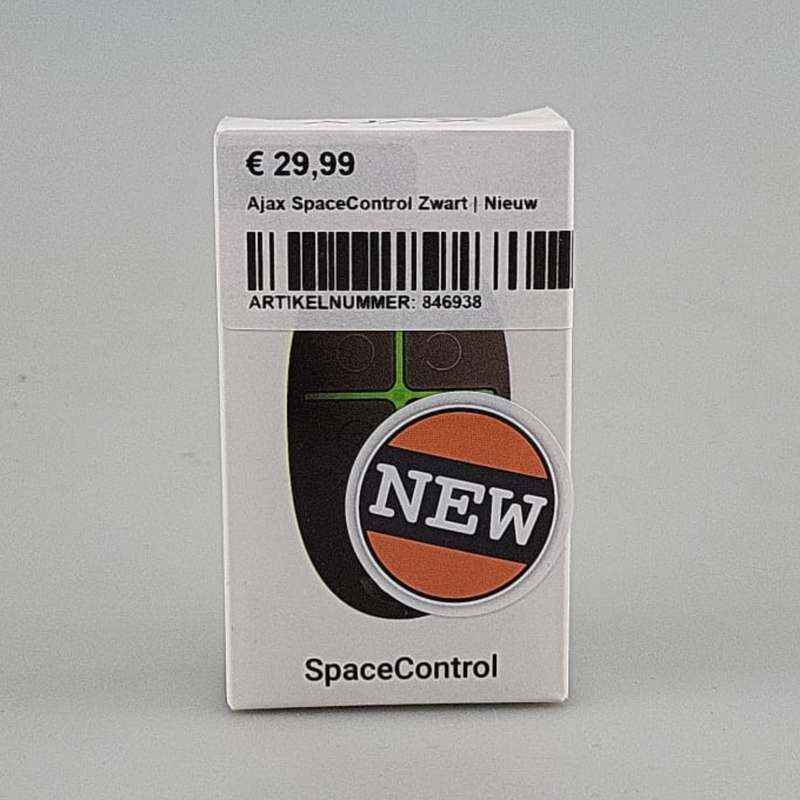 € 29,99
Ajax SpaceControl Zwart | Nieuw
ARTIKELNUMMER: 846938
NEW
SpaceControl